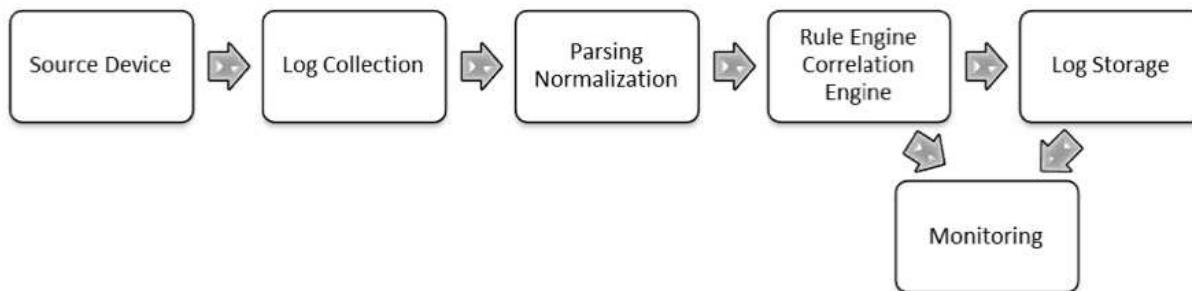 Source Device
Log Collection
Parsing
Normalization
Rule Engine
Correlation
Engine
Log Storage
Monitoring